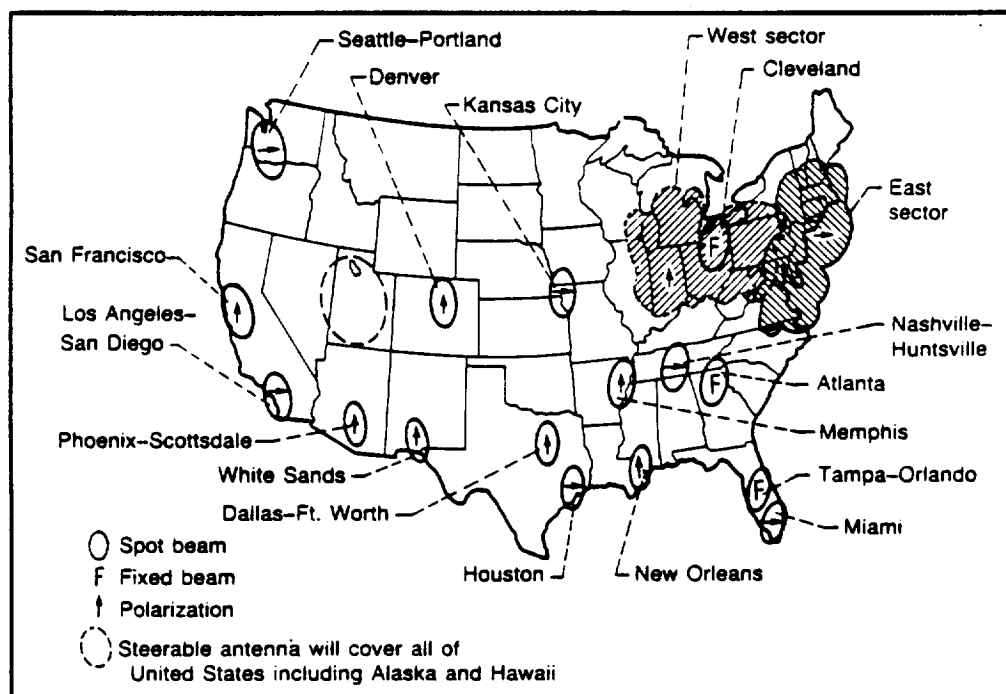 Seattle–Portland
West sector
Denver
Cleveland
Kansas City
East
sector
F
San Francisco
Los Angeles–
San Diego
Nashville–
Huntsville
F
Atlanta
Phoenix–Scottsdale
Memphis
White Sands
Tampa–Orlando
F
Dallas–Ft. Worth
Miami
Spot beam
Houston
New Orleans
F Fixed beam
Polarization
Steerable antenna will cover all of
United States including Alaska and Hawaii